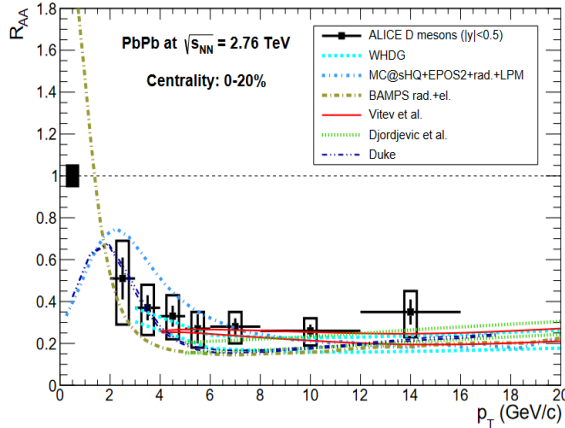 R_AA
1.8
1.6
1.4
1.2
1
0.8
0.6
0.4
0.2
0
PbPb at √s_NN = 2.76 TeV
Centrality: 0-20%
ALICE D mesons (|y|<0.5)
WHDG
MC@sHQ+EPOS2+rad.+LPM
BAMPS rad.+el.
Vitev et al.
Djordjevic et al.
Duke
0 2 4 6 8 10 12 14 16 18 20
p_T (GeV/c)